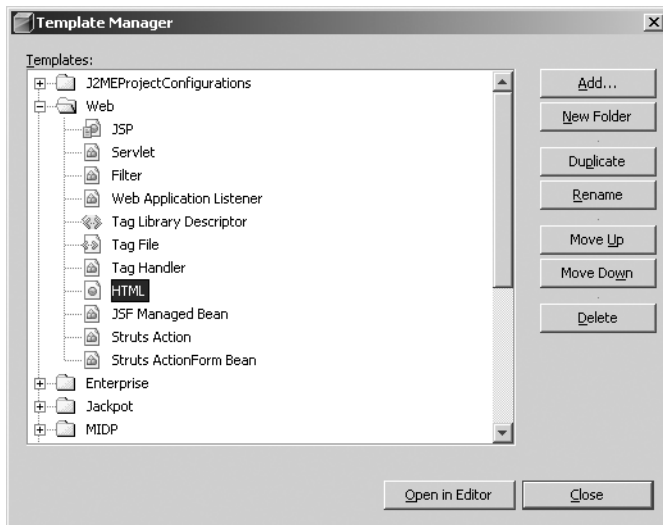 Template Manager
Templates:
J2MEProjectConfigurations
Web
JSP
Servlet
Filter
Web Application Listener
Tag Library Descriptor
Tag File
Tag Handler
HTML
JSF Managed Bean
Struts Action
Struts ActionForm Bean
Enterprise
Jackpot
MIDP
Add...
New Folder
Duplicate
Rename
Move Up
Move Down
Delete
Open in Editor
Close